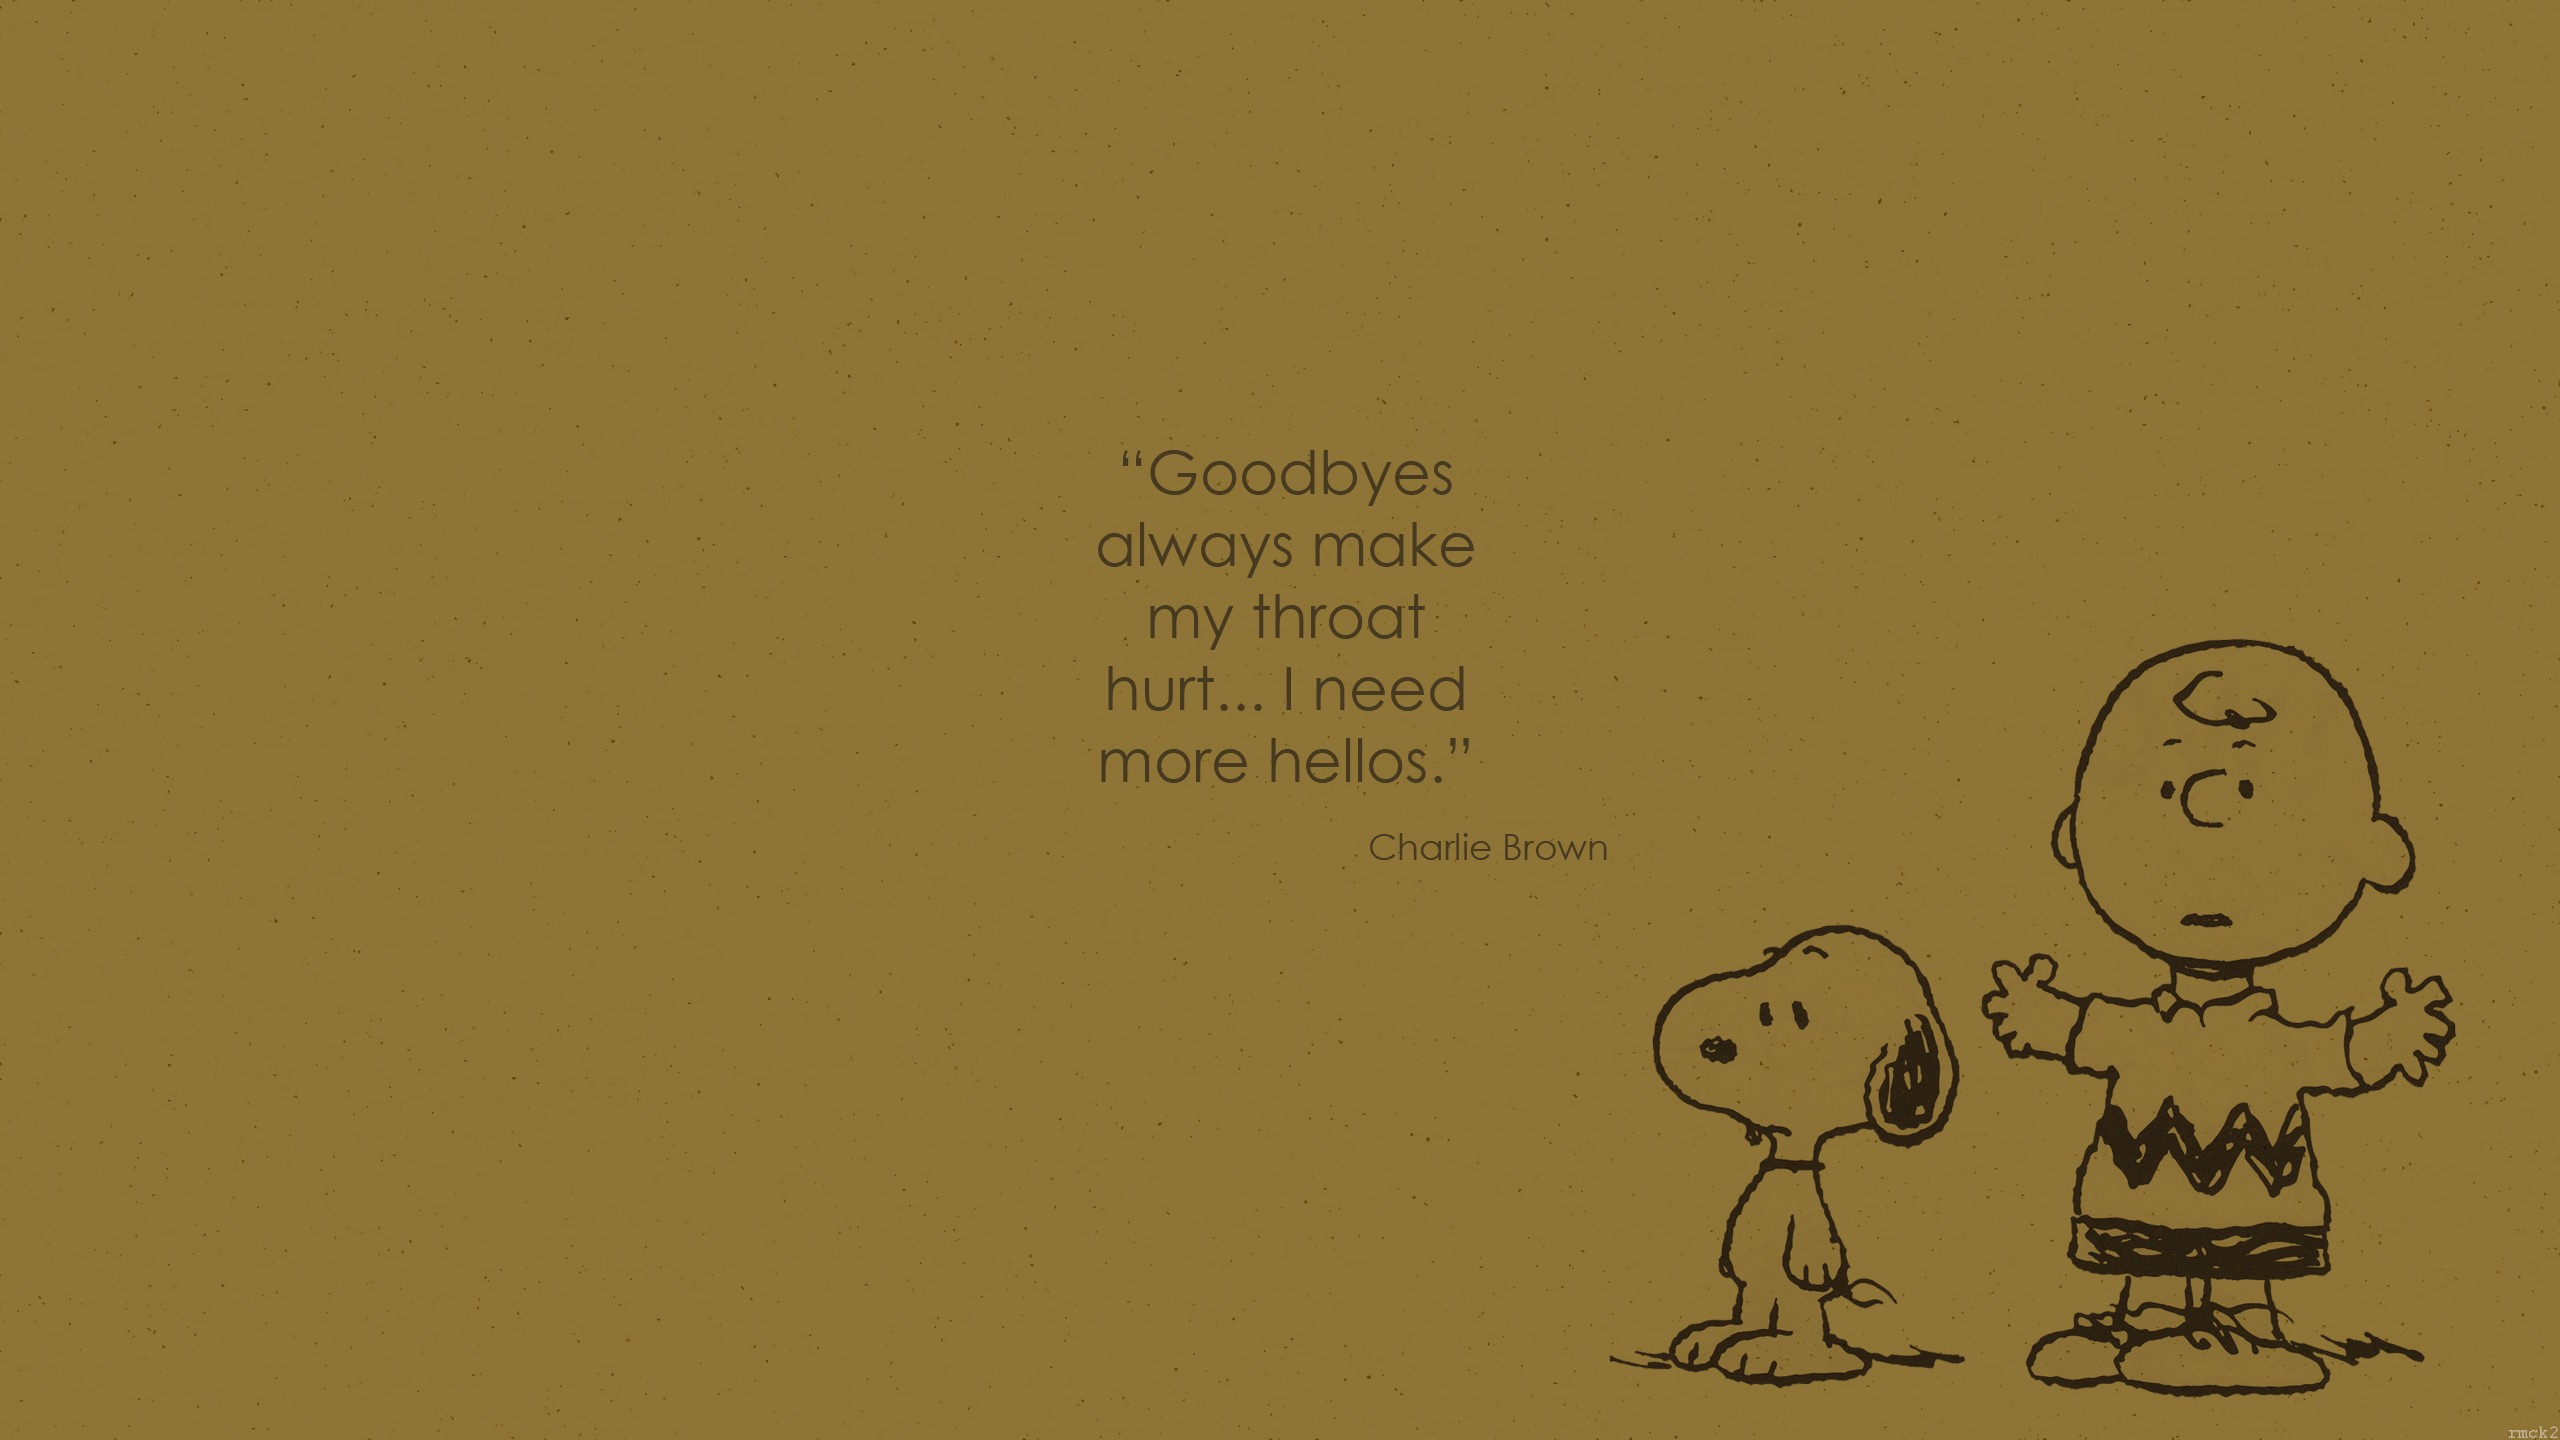 “Goodbyes
always make
my throat
hurt... I need
more hellos.”
Charlie Brown
rmck2